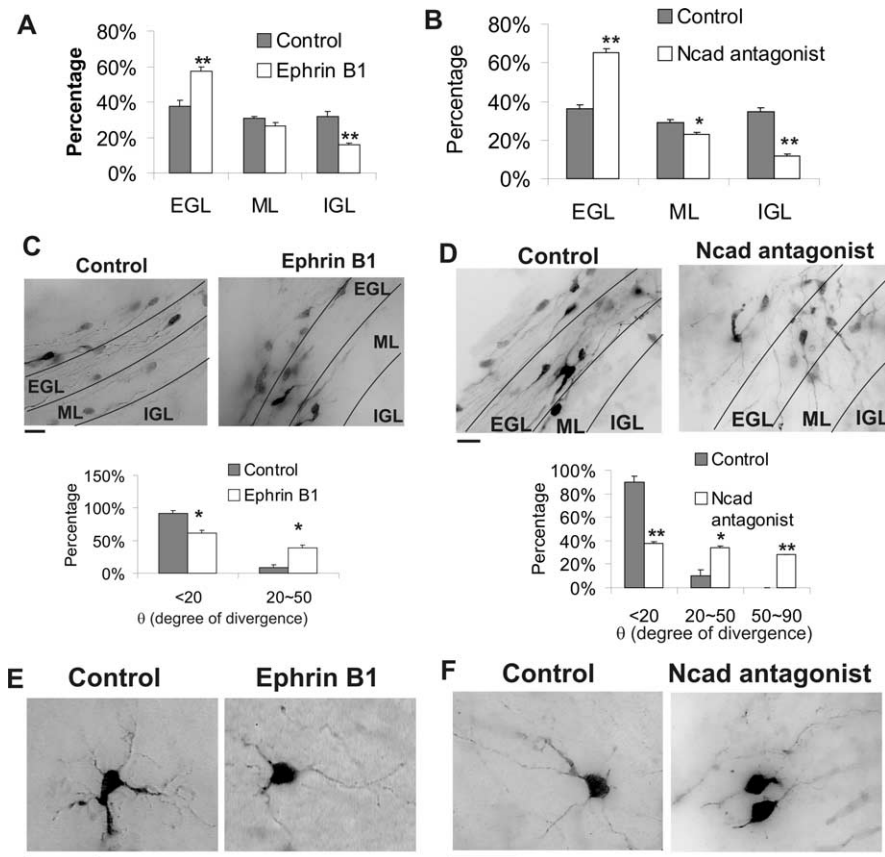 A
80%
60%
40%
20%
0%
Percentage
Control
Ephrin B1
**
**
EGL ML IGL
B
80%
60%
40%
20%
0%
Percentage
Control
Ncad antagonist
**
*
**
EGL ML IGL
C
Control
Ephrin B1
EGL
ML
IGL
EGL
ML
IGL
150%
100%
50%
0%
Percentage
Control
Ephrin B1
*
*
<20 20~50
θ (degree of divergence)
D
Control
Ncad antagonist
EGL
ML
IGL
EGL
ML
IGL
100%
80%
60%
40%
20%
0%
Percentage
Control
Ncad
antagonist
**
*
**
<20 20~50 50~90
θ (degree of divergence)
E
Control
Ephrin B1
F
Control
Ncad antagonist